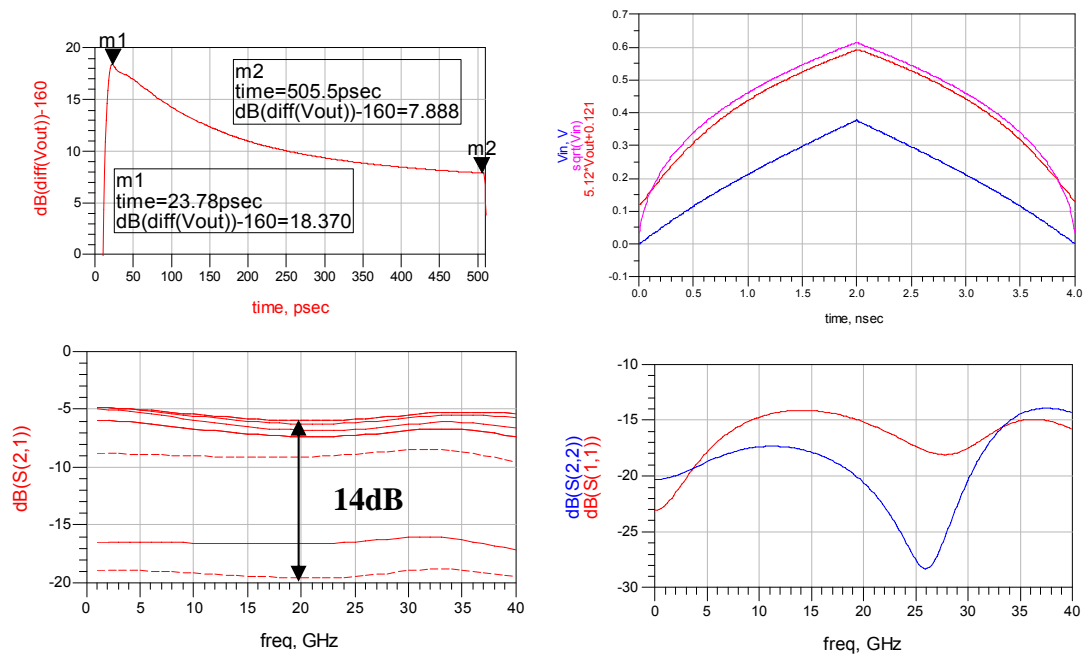 m1
m2
time=505.5psec
dB(diff(Vout))-160=7.888
m2
m1
time=23.78psec
dB(diff(Vout))-160=18.370
dB(diff(Vout))-160
20
15
10
5
0
0 50 100 150 200 250 300 350 400 450 500
time, psec
Vin, V
sqrt(Vin)
5.12*Vout+0.121
0.7
0.6
0.5
0.4
0.3
0.2
0.1
0.0
-0.1
0.0 0.5 1.0 1.5 2.0 2.5 3.0 3.5 4.0
time, nsec
dB(S(2,1))
0
-5
-10
-15
-20
14dB
0 5 10 15 20 25 30 35 40
freq, GHz
dB(S(2,2))
dB(S(1,1))
-10
-15
-20
-25
-30
0 5 10 15 20 25 30 35 40
freq, GHz